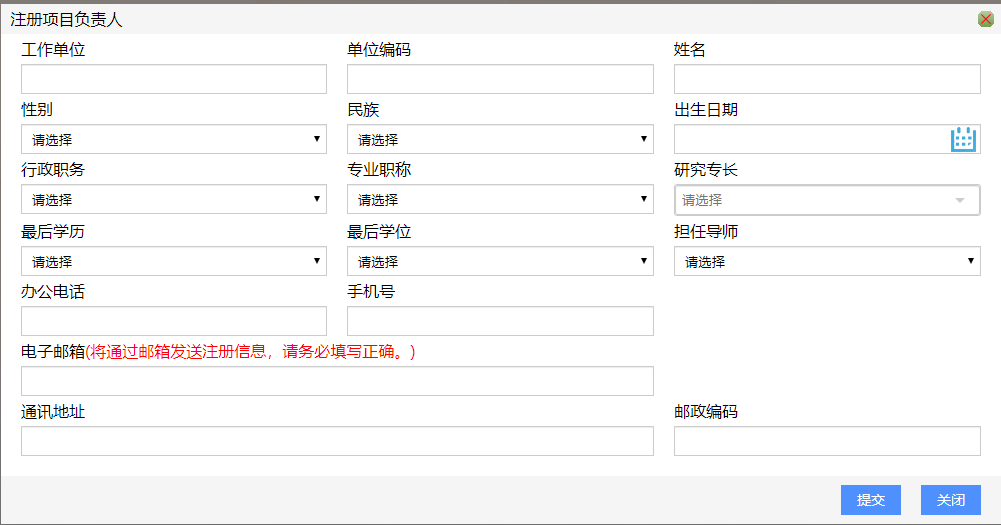 注册项目负责人
工作单位 单位编码 姓名
性别 民族 出生日期
请选择 请选择
行政职务 专业职称 研究专长
请选择 请选择 请选择
最后学历 最后学位 担任导师
请选择 请选择 请选择
办公电话 手机号
电子邮箱(将通过邮箱发送注册信息，请务必填写正确。)
通讯地址 邮政编码
提交 关闭